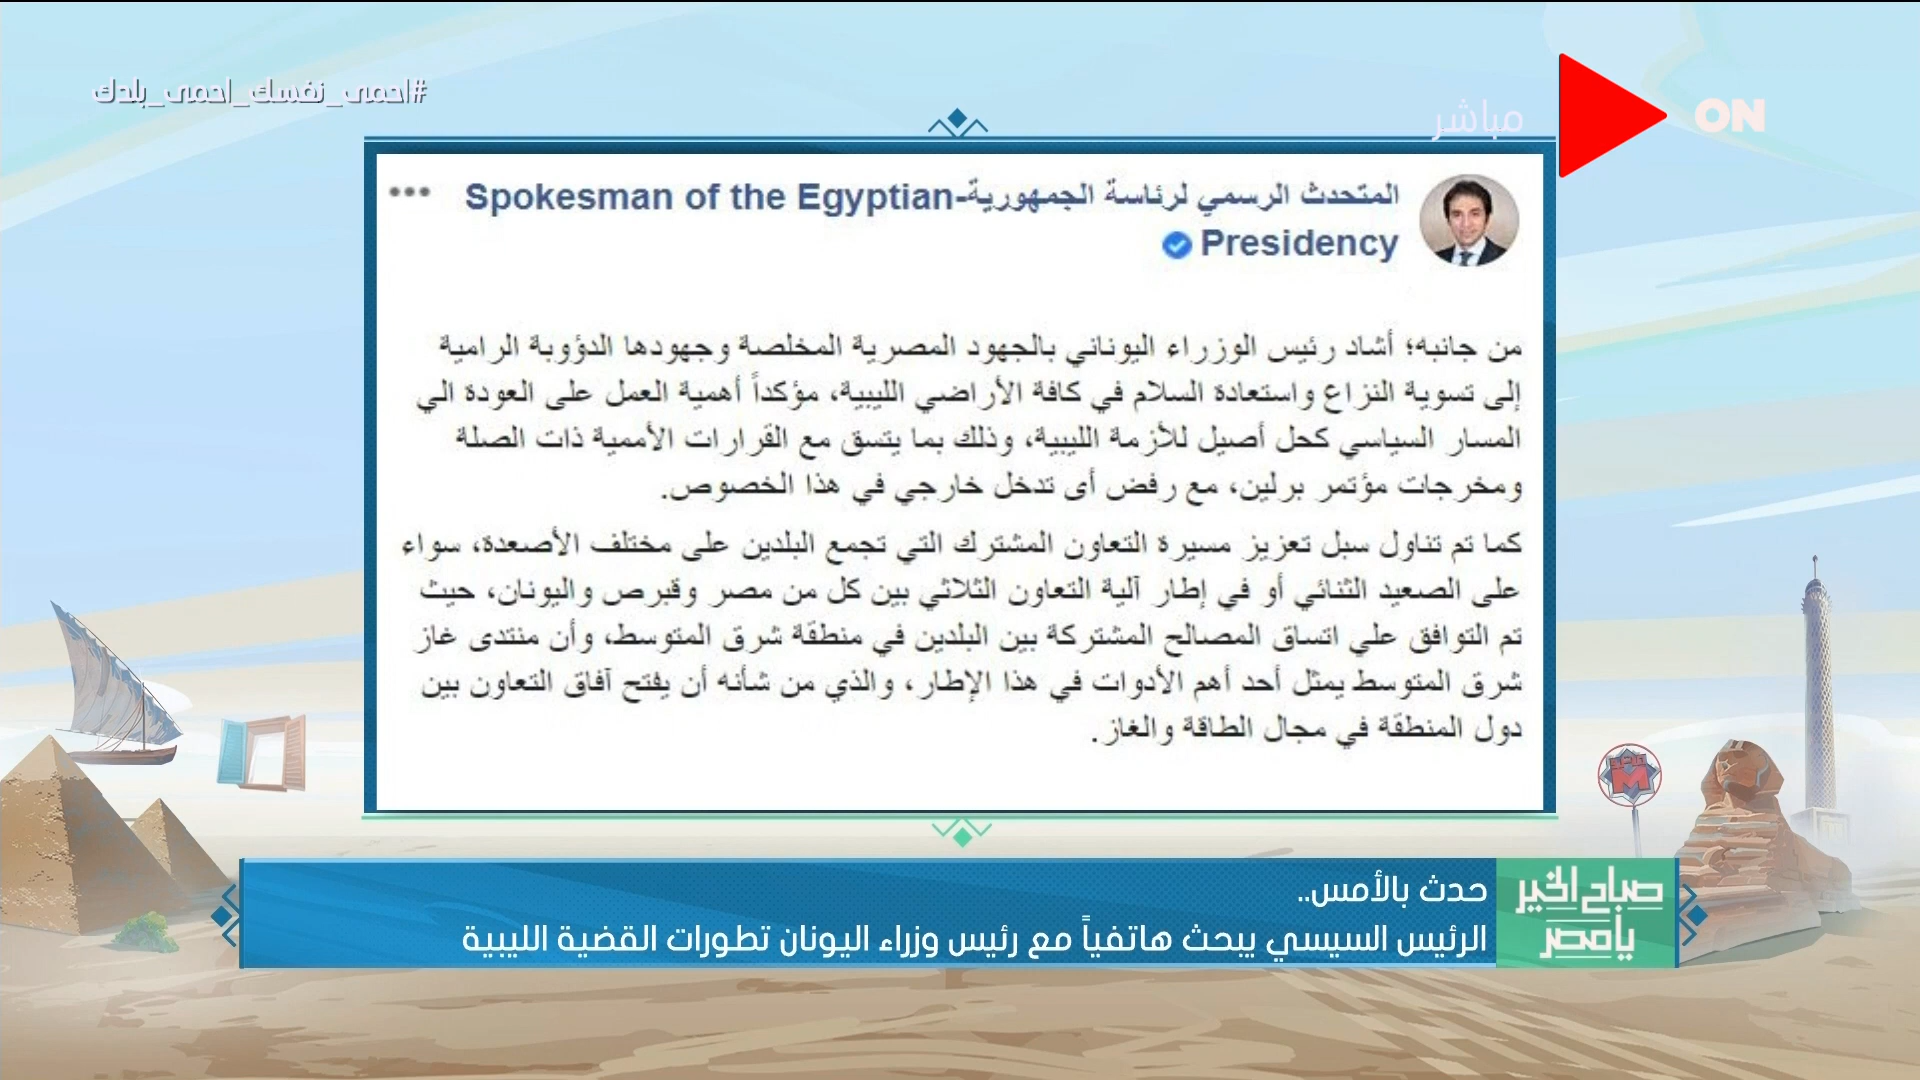 #احمى_نفسك_احمى_بلدك
مباشر
ON
المتحدث الرسمي لرئاسة الجمهورية-Spokesman of the Egyptian
Presidency
من جانبه؛ أشاد رئيس الوزراء اليوناني بالجهود المصرية المخلصة وجهودها الدؤوبة الرامية
إلى تسوية النزاع واستعادة السلام في كافة الأراضي الليبية، مؤكداً أهمية العمل على العودة الي
المسار السياسي كحل أصيل للأزمة الليبية، وذلك بما يتسق مع القرارات الأممية ذات الصلة
ومخرجات مؤتمر برلين، مع رفض أى تدخل خارجي في هذا الخصوص.
كما تم تناول سبل تعزيز مسيرة التعاون المشترك التي تجمع البلدين على مختلف الأصعدة، سواء
على الصعيد الثنائي أو في إطار آلية التعاون الثلاثي بين كل من مصر وقبرص واليونان، حيث
تم التوافق علي اتساق المصالح المشتركة بين البلدين في منطقة شرق المتوسط، وأن منتدى غاز
شرق المتوسط يمثل أحد أهم الأدوات في هذا الإطار، والذي من شأنه أن يفتح آفاق التعاون بين
دول المنطقة في مجال الطاقة والغاز.
M
صباح الخير
يا مصر
حدث بالأمس..
الرئيس السيسي يبحث هاتفياً مع رئيس وزراء اليونان تطورات القضية الليبية